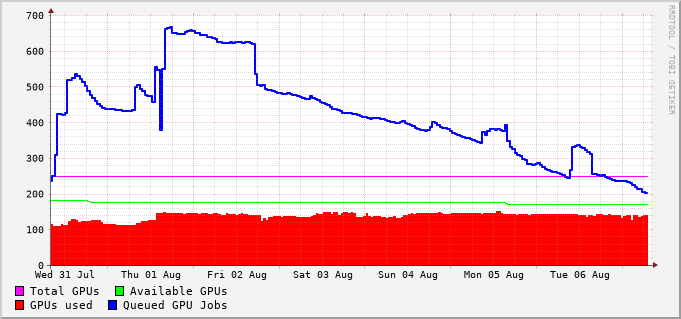 700
600
500
400
300
200
100
0
Wed 31 Jul Thu 01 Aug Fri 02 Aug Sat 03 Aug Sun 04 Aug Mon 05 Aug Tue 06 Aug
Total GPUs Available GPUs
GPUs used Queued GPU Jobs
RRDTOOL / TOBI OETIKER